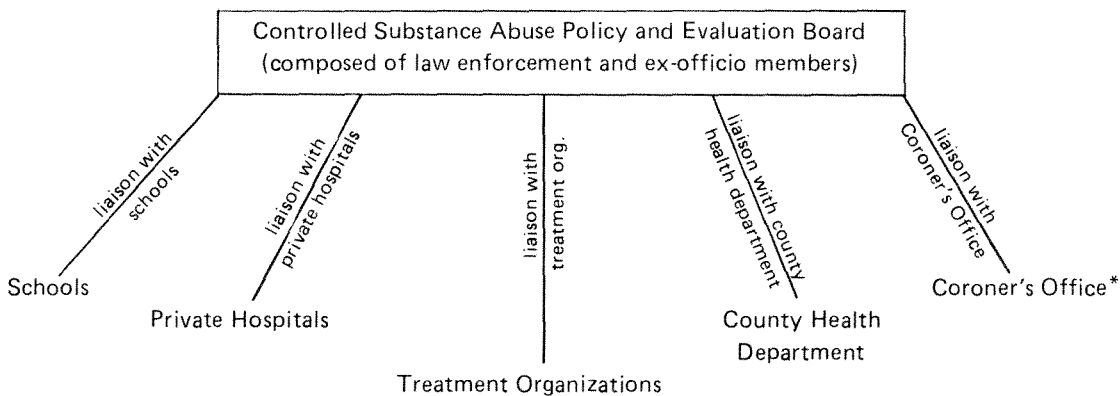 Controlled Substance Abuse Policy and Evaluation Board
(composed of law enforcement and ex-officio members)
liaison with
schools
liaison with
private hospitals
liaison with
treatment org.
liaison with county
health department
liaison with
Coroner's Office
Schools
Private Hospitals
Treatment Organizations
County Health
Department
Coroner's Office*